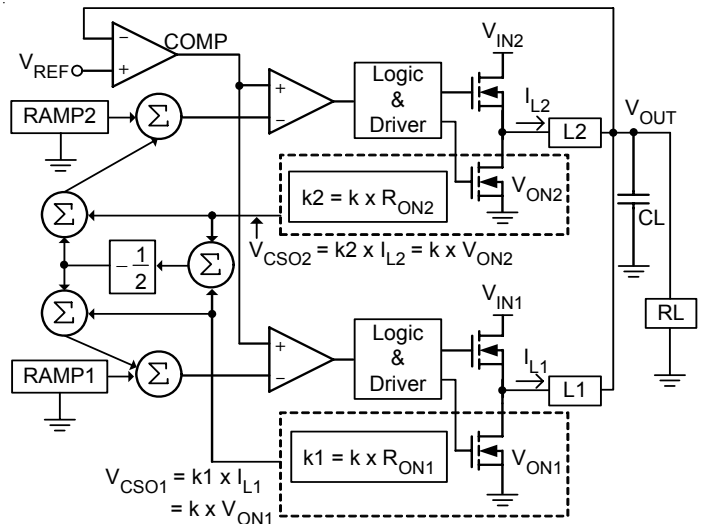 −
+
V_REF
COMP
RAMP2
Σ
+
−
Logic
&
Driver
V_IN2
I_L2
L2
V_OUT
Σ
k2 = k x R_ON2
V_ON2
CL
V_CSO2 = k2 x I_L2 = k x V_ON2
− 1/2
Σ
Σ
V_IN1
RL
RAMP1
Σ
+
−
Logic
&
Driver
I_L1
L1
k1 = k x R_ON1
V_ON1
V_CSO1 = k1 x I_L1
= k x V_ON1